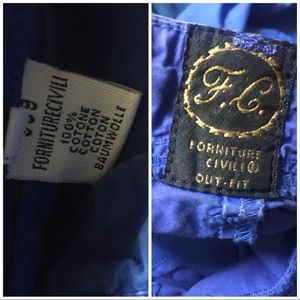 FORNITURECIVILI
100%
COTONE
COTTON
COTON
BAUMWOLLE
F.C.
FORNITURE
CIVILI®
OUT-FIT